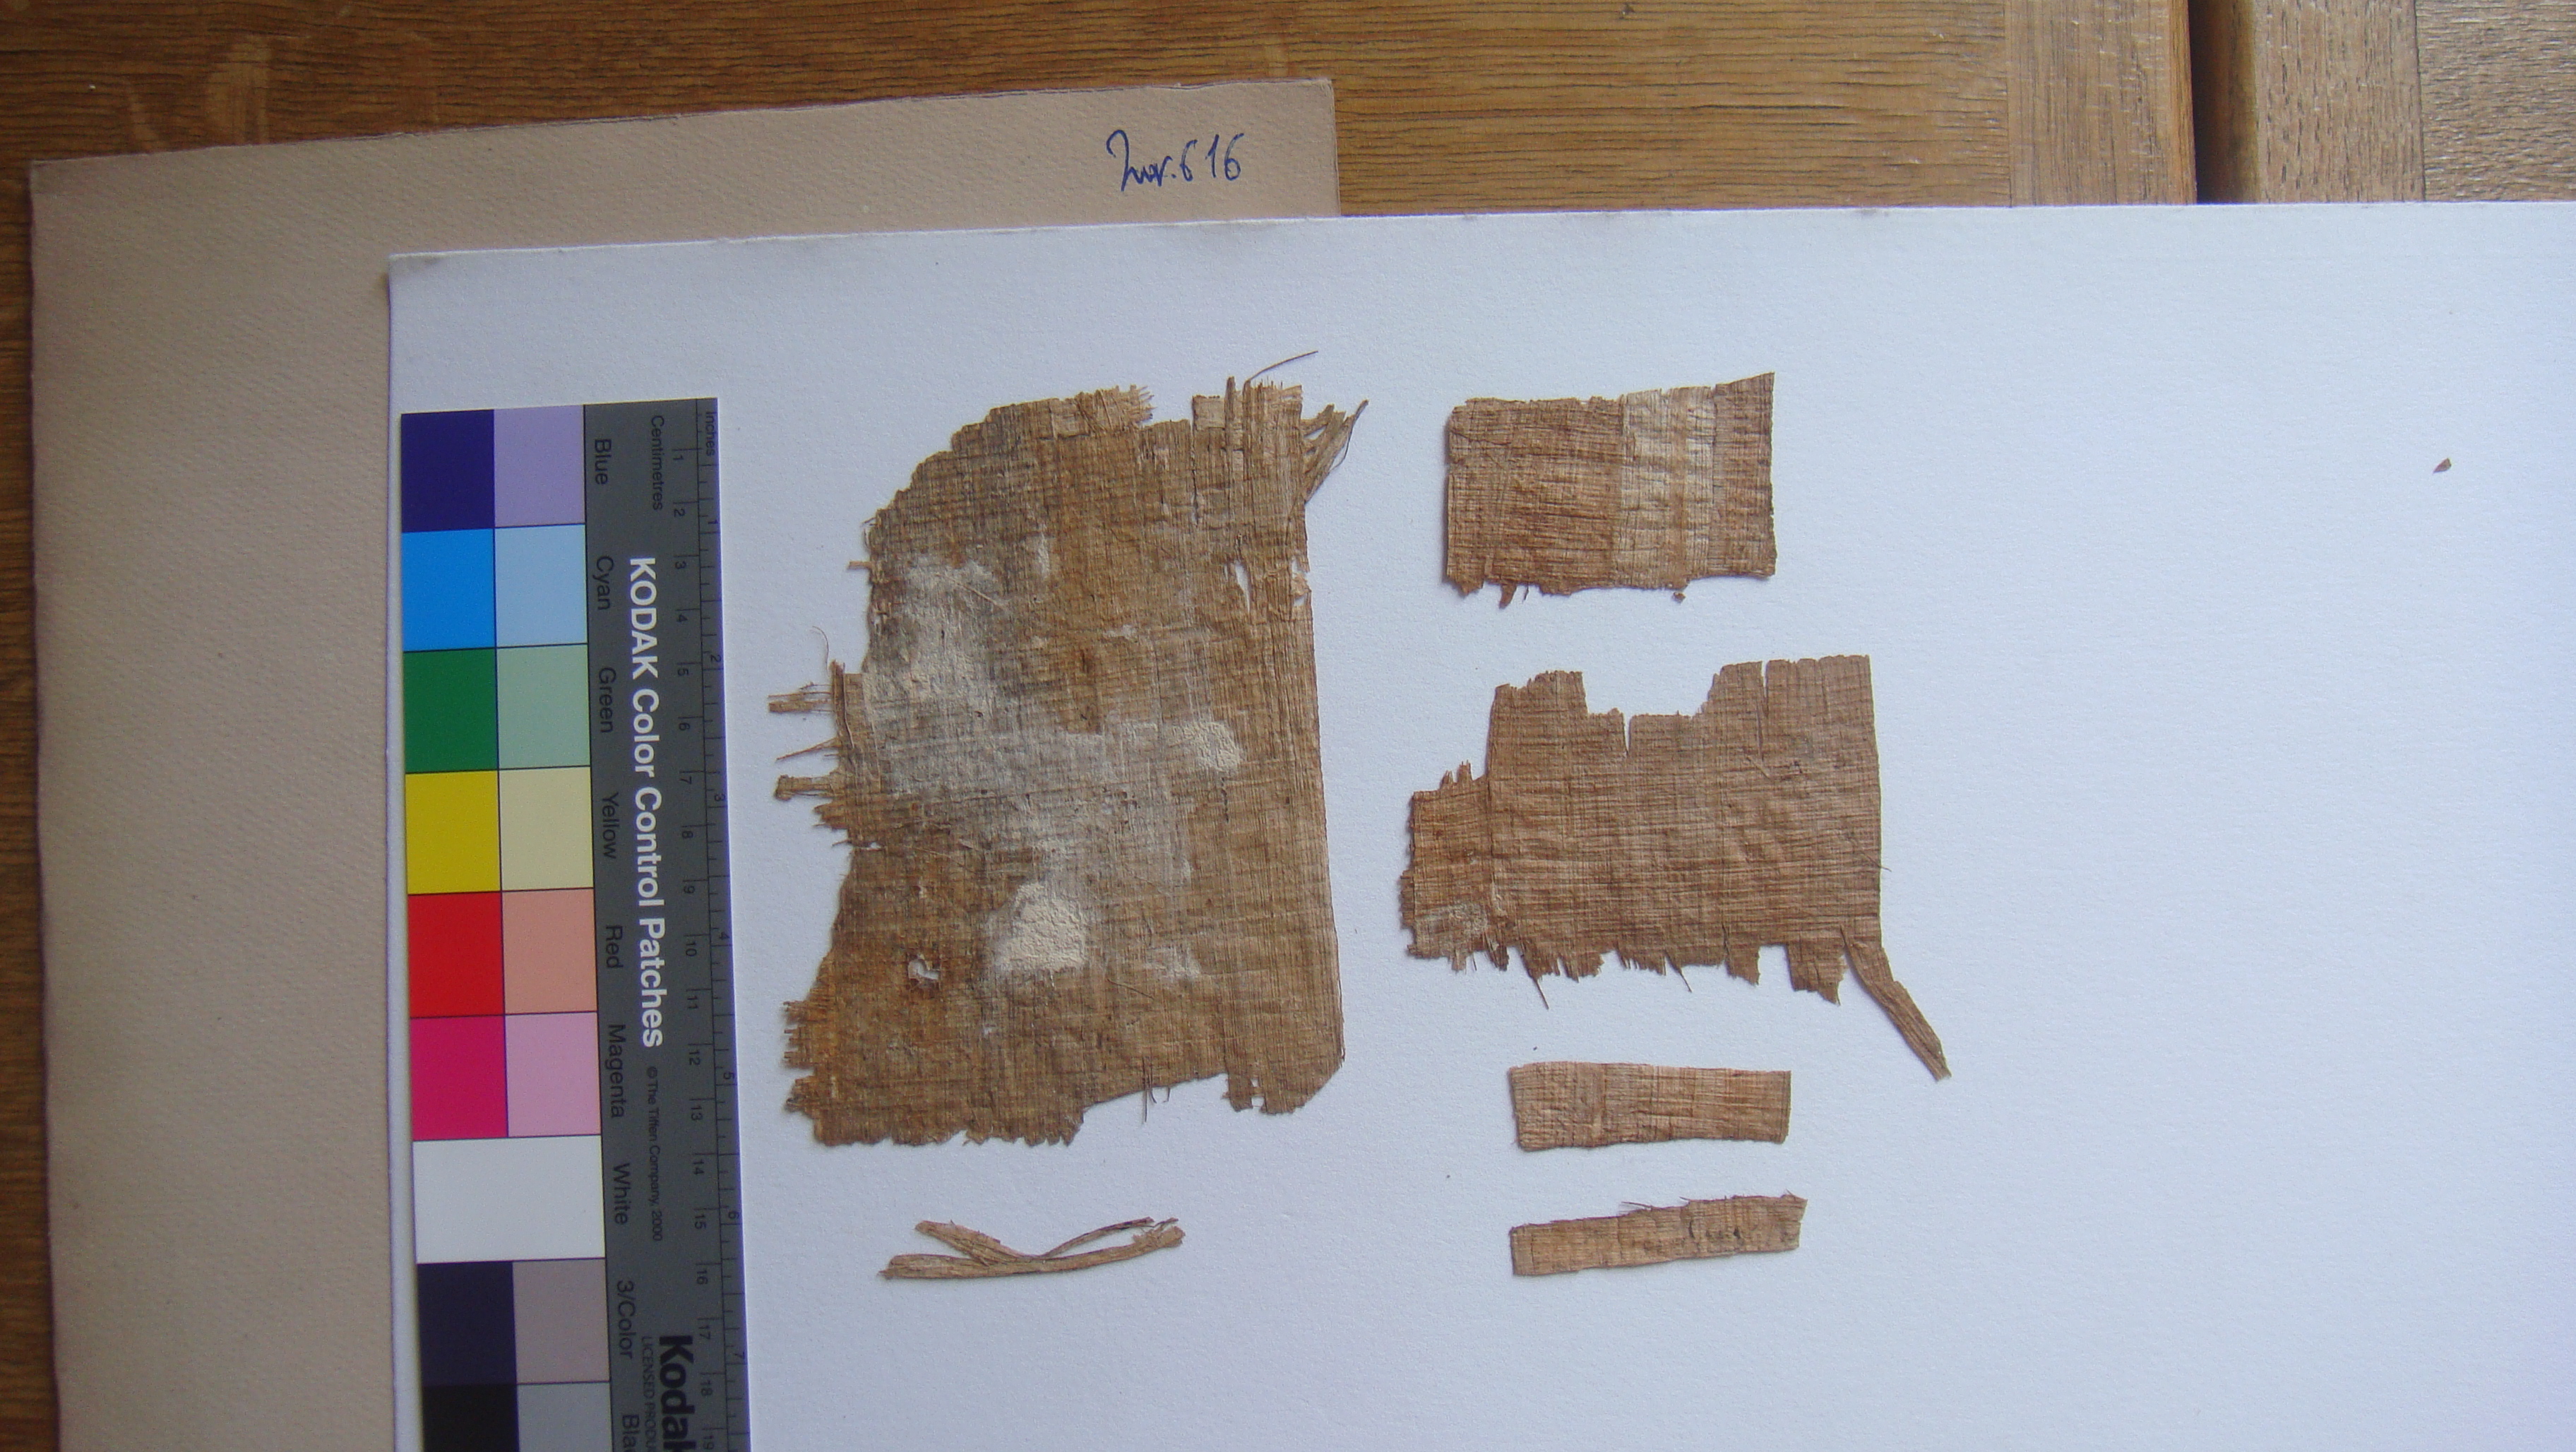 Inv. 616
Inches
Centimetres
1
2
3
4
5
6
7
8
9
10
11
12
13
14
15
16
17
18
19
1
2
3
4
5
6
7
KODAK Color Control Patches
© The Tiffen Company, 2000
Kodak
LICENSED PRODU
Blue
Cyan
Green
Yellow
Red
Magenta
White
3/Color
Bla